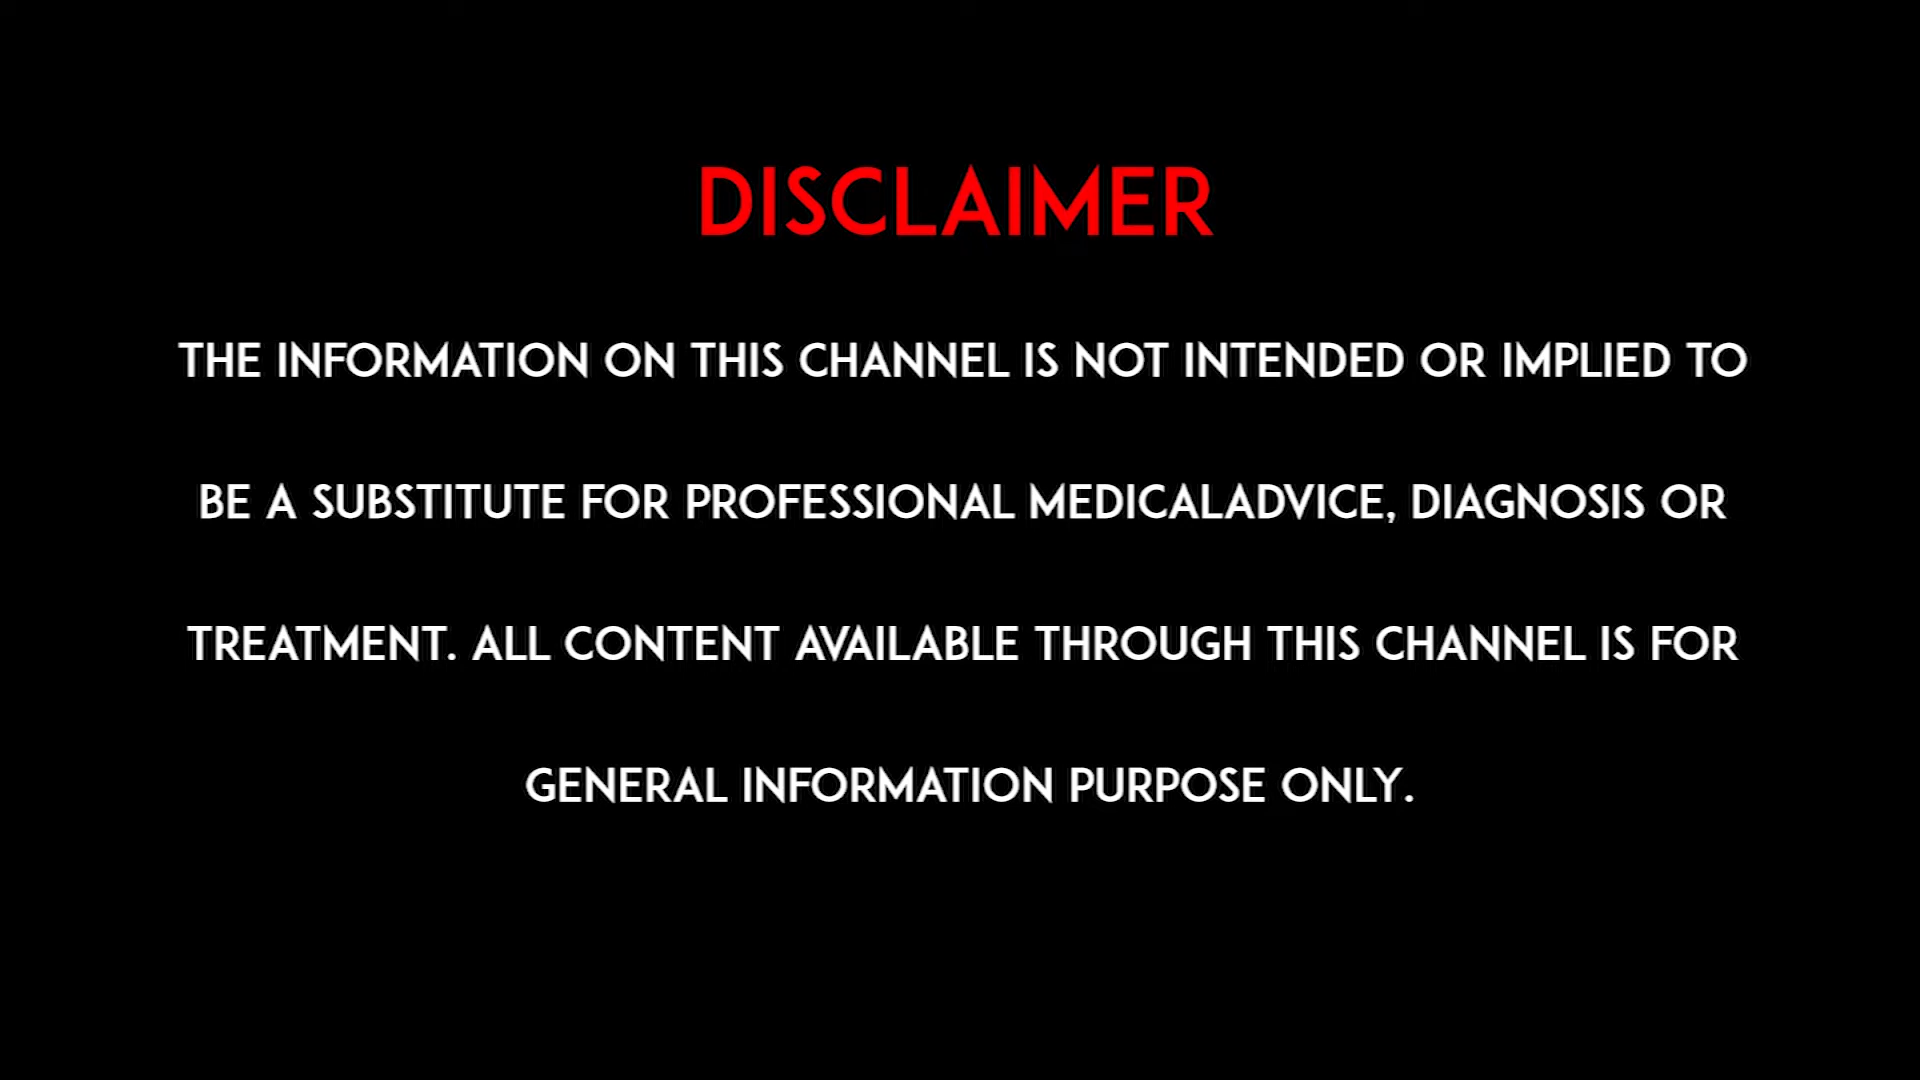 DISCLAIMER
THE INFORMATION ON THIS CHANNEL IS NOT INTENDED OR IMPLIED TO
BE A SUBSTITUTE FOR PROFESSIONAL MEDICALADVICE, DIAGNOSIS OR
TREATMENT. ALL CONTENT AVAILABLE THROUGH THIS CHANNEL IS FOR
GENERAL INFORMATION PURPOSE ONLY.